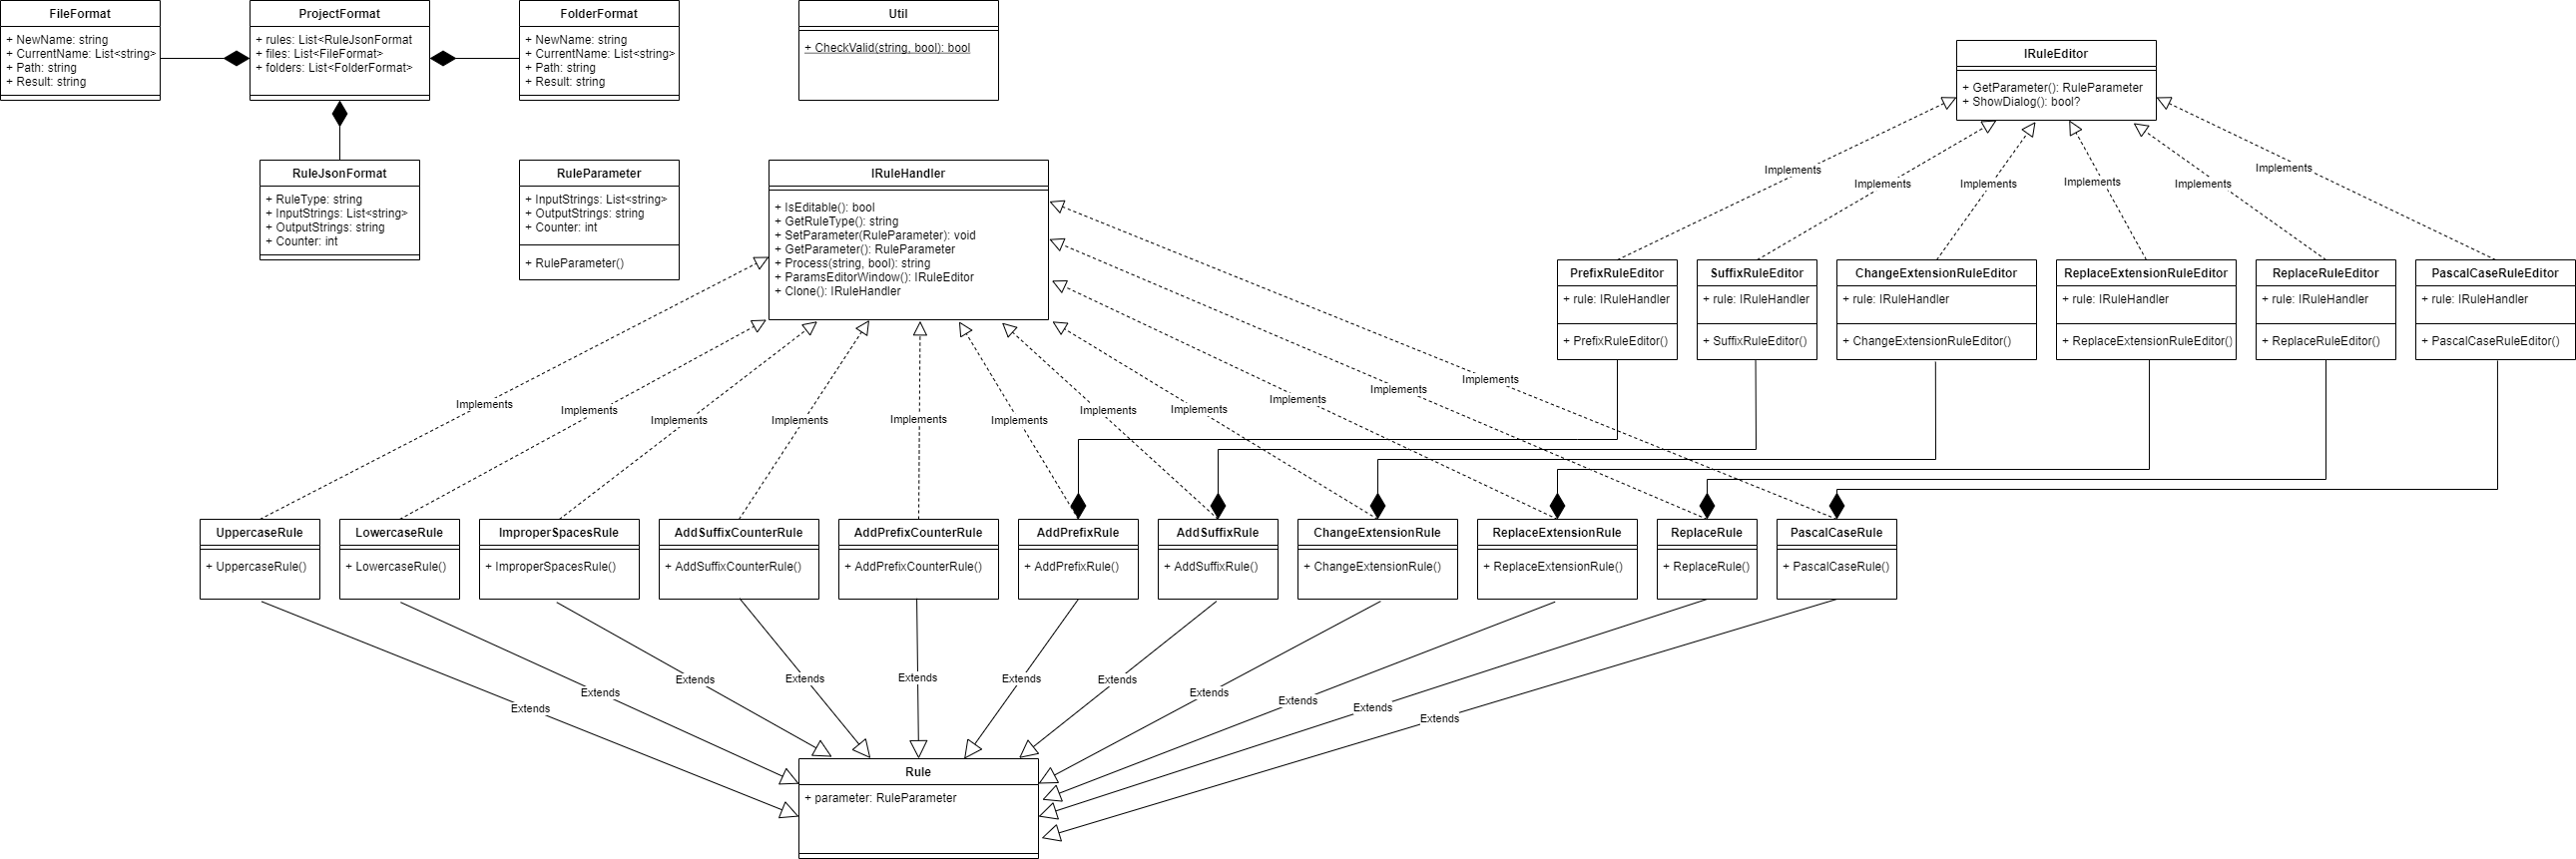 FileFormat
+ NewName: string
+ CurrentName: List<string>
+ Path: string
+ Result: string
ProjectFormat
+ rules: List<RuleJsonFormat
+ files: List<FileFormat>
+ folders: List<FolderFormat>
FolderFormat
+ NewName: string
+ CurrentName: List<string>
+ Path: string
+ Result: string
Util
+ CheckValid(string, bool): bool
IRuleEditor
+ GetParameter(): RuleParameter
+ ShowDialog(): bool?
RuleJsonFormat
+ RuleType: string
+ InputStrings: List<string>
+ OutputStrings: string
+ Counter: int
RuleParameter
+ InputStrings: List<string>
+ OutputStrings: string
+ Counter: int
+ RuleParameter()
IRuleHandler
+ IsEditable(): bool
+ GetRuleType(): string
+ SetParameter(RuleParameter): void
+ GetParameter(): RuleParameter
+ Process(string, bool): string
+ ParamsEditorWindow(): IRuleEditor
+ Clone(): IRuleHandler
Implements
Implements
Implements
Implements
Implements
Implements
PrefixRuleEditor
+ rule: IRuleHandler
+ PrefixRuleEditor()
SuffixRuleEditor
+ rule: IRuleHandler
+ SuffixRuleEditor()
ChangeExtensionRuleEditor
+ rule: IRuleHandler
+ ChangeExtensionRuleEditor()
ReplaceExtensionRuleEditor
+ rule: IRuleHandler
+ ReplaceExtensionRuleEditor()
ReplaceRuleEditor
+ rule: IRuleHandler
+ ReplaceRuleEditor()
PascalCaseRuleEditor
+ rule: IRuleHandler
+ PascalCaseRuleEditor()
Implements
Implements
Implements
Implements
Implements
Implements
Implements
Implements
Implements
Implements
Implements
UppercaseRule
+ UppercaseRule()
LowercaseRule
+ LowercaseRule()
ImproperSpacesRule
+ ImproperSpacesRule()
AddSuffixCounterRule
+ AddSuffixCounterRule()
AddPrefixCounterRule
+ AddPrefixCounterRule()
AddPrefixRule
+ AddPrefixRule()
AddSuffixRule
+ AddSuffixRule()
ChangeExtensionRule
+ ChangeExtensionRule()
ReplaceExtensionRule
+ ReplaceExtensionRule()
ReplaceRule
+ ReplaceRule()
PascalCaseRule
+ PascalCaseRule()
Extends
Extends
Extends
Extends
Extends
Extends
Extends
Extends
Extends
Extends
Extends
Rule
+ parameter: RuleParameter